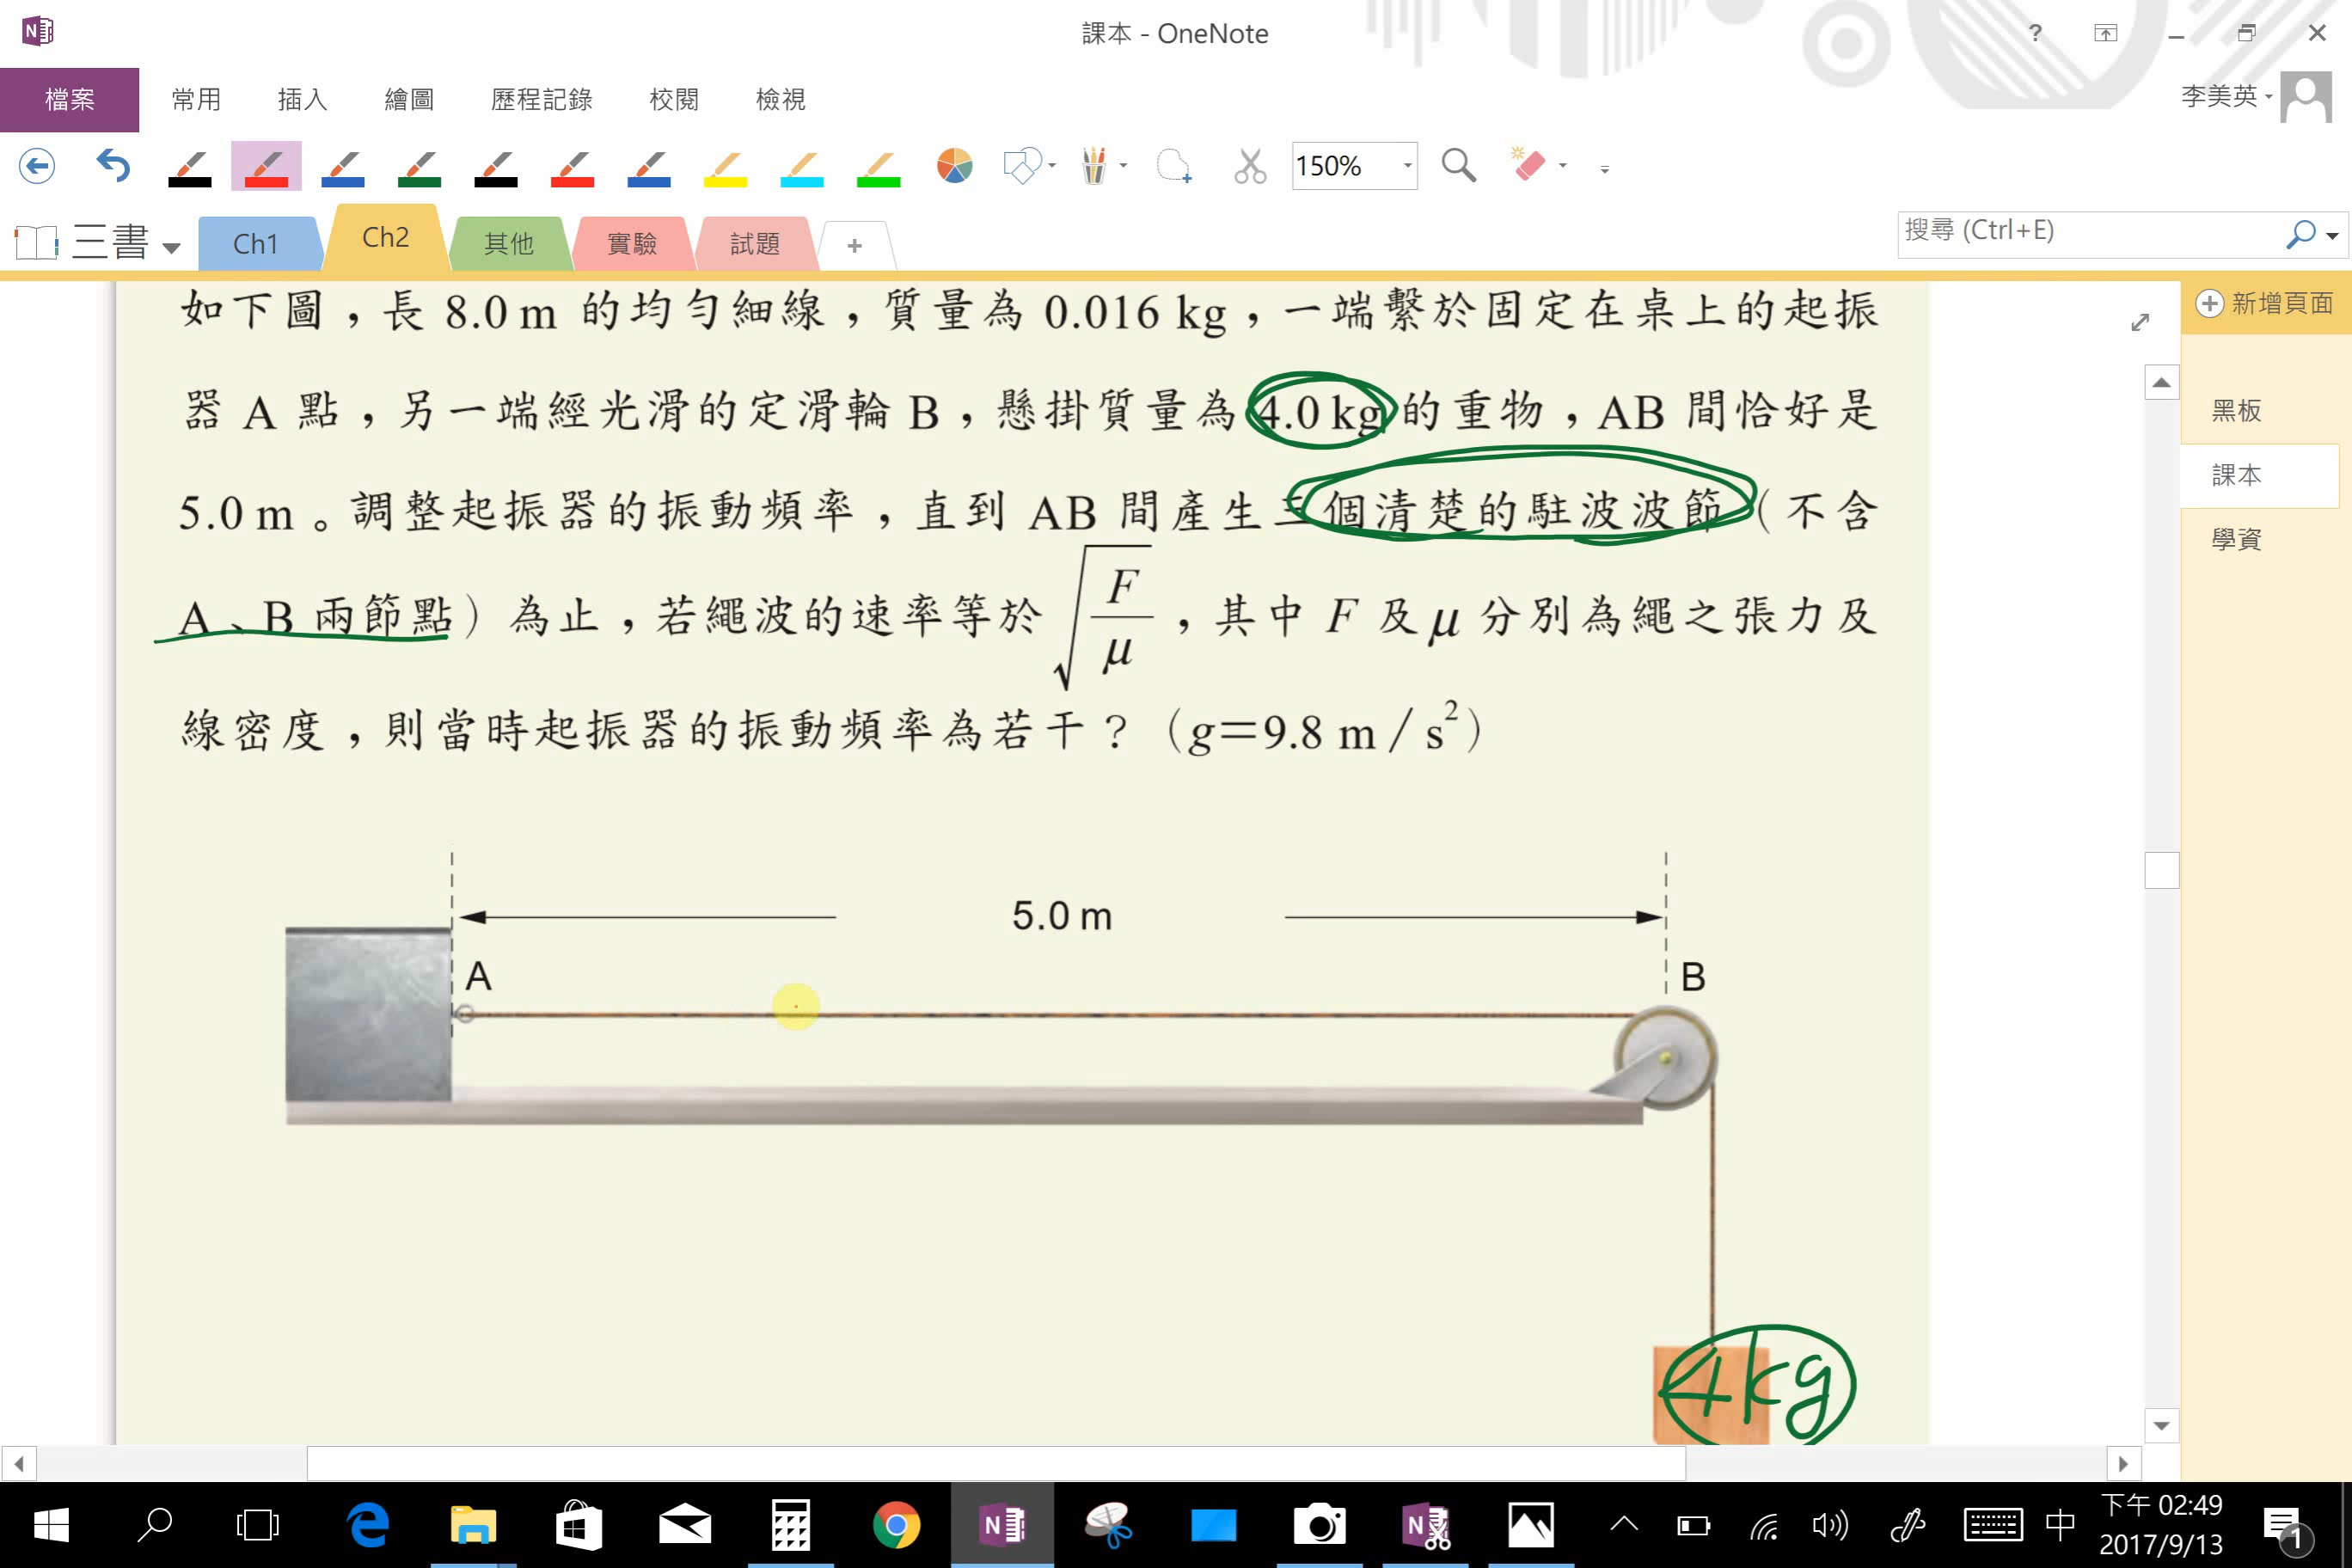 課本 - OneNote
?
檔案 常用 插入 繪圖 歷程記錄 校閱 檢視
李美英
150%
三書 Ch1 Ch2 其他 實驗 試題 +
搜尋 (Ctrl+E)
新增頁面
黑板
課本
學資
如下圖，長 8.0 m 的均勻細線，質量為 0.016 kg，一端繫於固定在桌上的起振
器 A 點，另一端經光滑的定滑輪 B，懸掛質量為 4.0 kg 的重物，AB 間恰好是
5.0 m。調整起振器的振動頻率，直到 AB 間產生三個清楚的駐波波節（不含
A、B 兩節點）為止，若繩波的速率等於 √(F/μ)，其中 F 及 μ 分別為繩之張力及
線密度，則當時起振器的振動頻率為若干？（g＝9.8 m／s²）
5.0 m
A
B
4kg
中
下午 02:49
2017/9/13
1